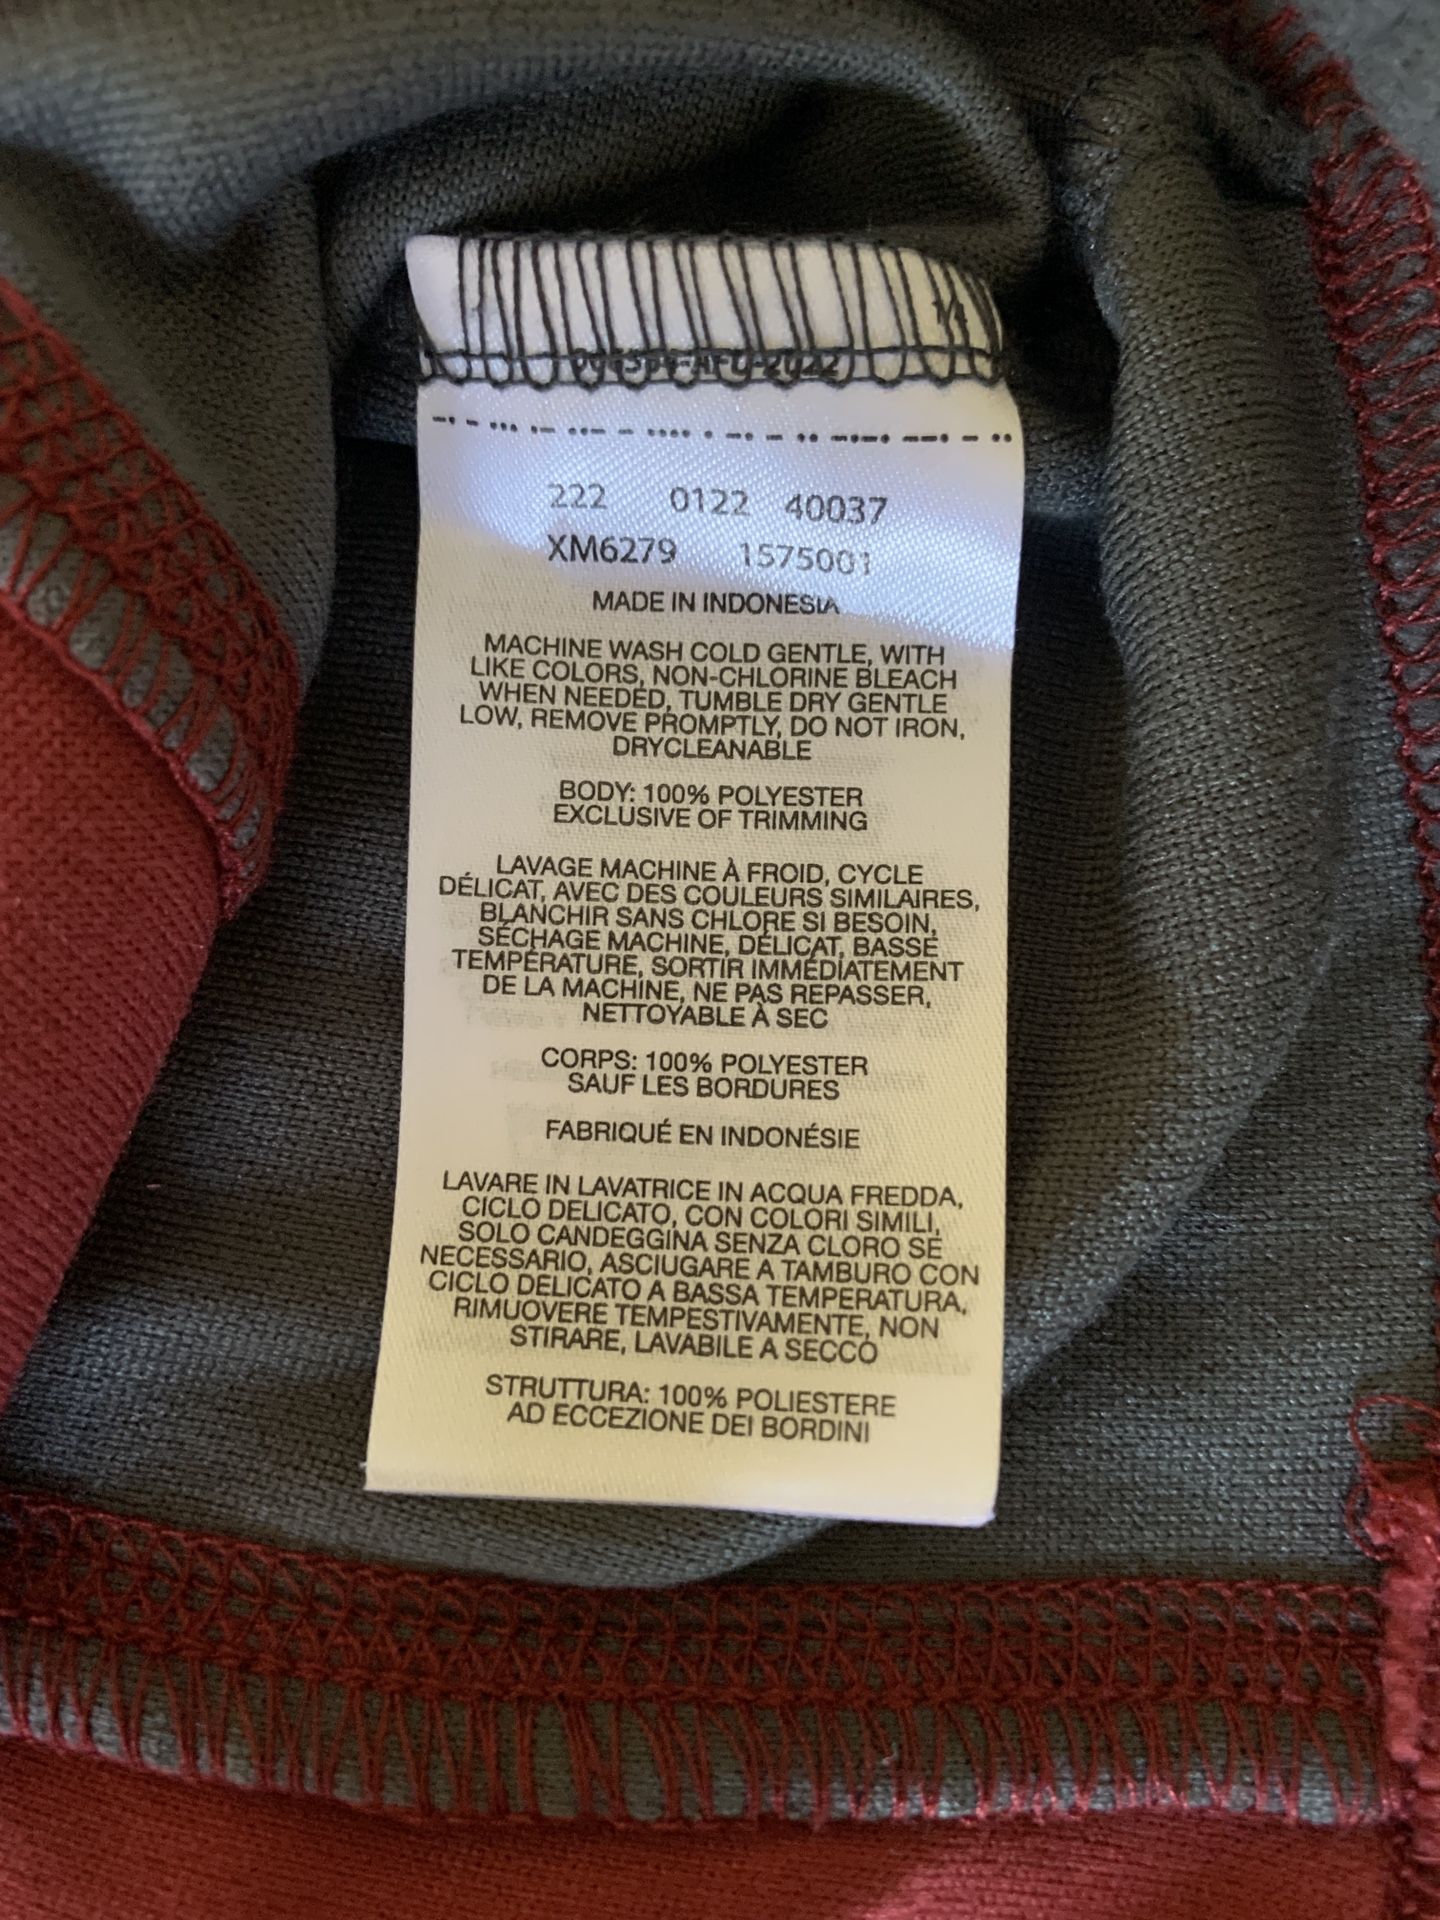 222 0122 40037
XM6279 1575001
MADE IN INDONESIA
MACHINE WASH COLD GENTLE, WITH
LIKE COLORS, NON-CHLORINE BLEACH
WHEN NEEDED, TUMBLE DRY GENTLE
LOW, REMOVE PROMPTLY, DO NOT IRON,
DRYCLEANABLE
BODY: 100% POLYESTER
EXCLUSIVE OF TRIMMING
LAVAGE MACHINE À FROID, CYCLE
DÉLICAT, AVEC DES COULEURS SIMILAIRES,
BLANCHIR SANS CHLORE SI BESOIN,
SÉCHAGE MACHINE, DÉLICAT, BASSE
TEMPÉRATURE, SORTIR IMMÉDIATEMENT
DE LA MACHINE, NE PAS REPASSER,
NETTOYABLE À SEC
CORPS: 100% POLYESTER
SAUF LES BORDURES
FABRIQUÉ EN INDONÉSIE
LAVARE IN LAVATRICE IN ACQUA FREDDA,
CICLO DELICATO, CON COLORI SIMILI,
SOLO CANDEGGINA SENZA CLORO SE
NECESSARIO, ASCIUGARE A TAMBURO CON
CICLO DELICATO A BASSA TEMPERATURA,
RIMUOVERE TEMPESTIVAMENTE, NON
STIRARE, LAVABILE A SECCO
STRUTTURA: 100% POLIESTERE
AD ECCEZIONE DEI BORDINI